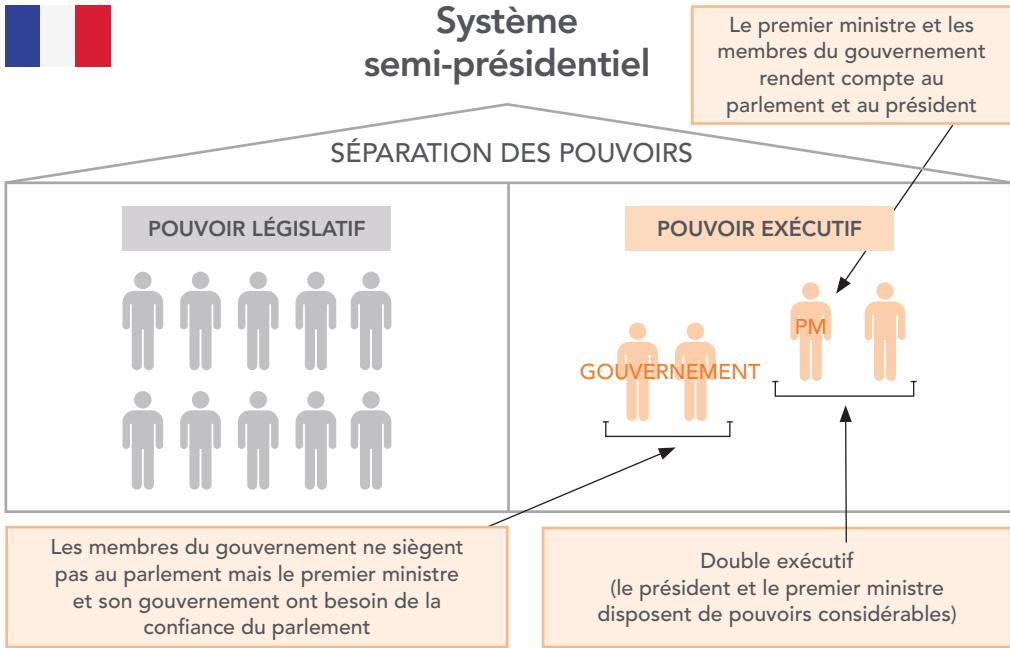 Système
semi-présidentiel
Le premier ministre et les
membres du gouvernement
rendent compte au
parlement et au président
SÉPARATION DES POUVOIRS
POUVOIR LÉGISLATIF
POUVOIR EXÉCUTIF
PM
GOUVERNEMENT
Les membres du gouvernement ne siègent
pas au parlement mais le premier ministre
et son gouvernement ont besoin de la
confiance du parlement
Double exécutif
(le président et le premier ministre
disposent de pouvoirs considérables)